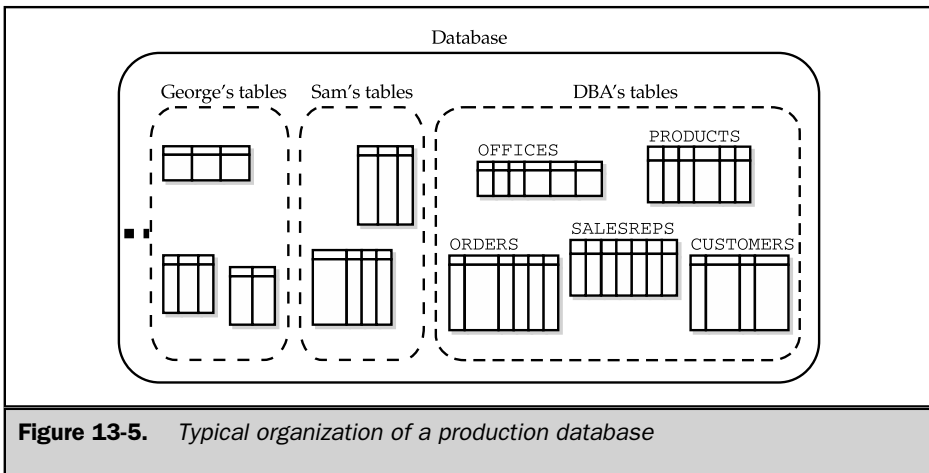 Database
George's tables
Sam's tables
DBA's tables
OFFICES
PRODUCTS
ORDERS
SALESREPS
CUSTOMERS
Figure 13-5. Typical organization of a production database